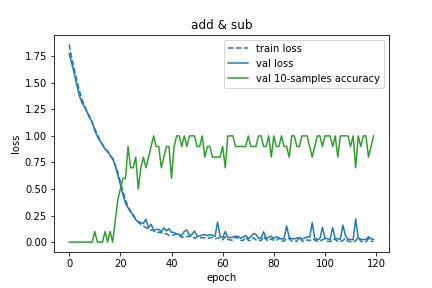 add & sub
train loss
val loss
val 10-samples accuracy
1.75
1.50
1.25
1.00
0.75
0.50
0.25
0.00
loss
0 20 40 60 80 100 120
epoch